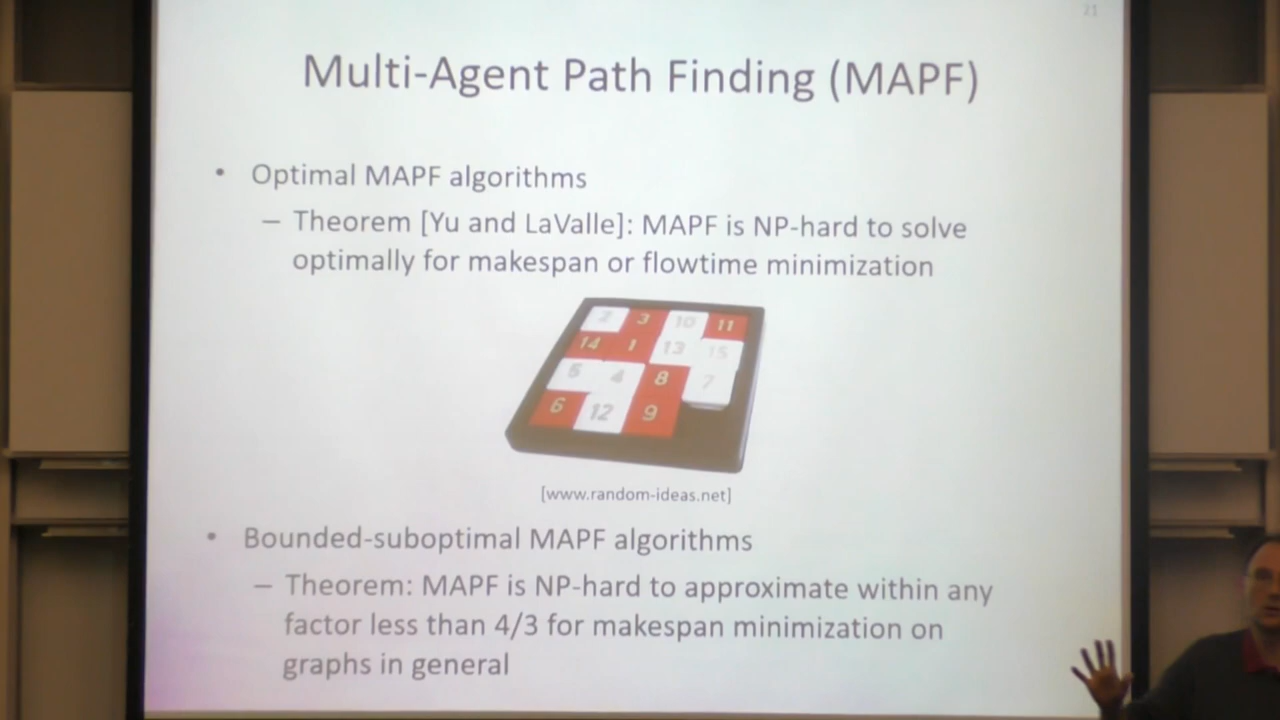 21
Multi-Agent Path Finding (MAPF)
• Optimal MAPF algorithms
– Theorem [Yu and LaValle]: MAPF is NP-hard to solve
optimally for makespan or flowtime minimization
2 3 10 11
14 1 13 15
5 4 8 7
6 12 9
[www.random-ideas.net]
• Bounded-suboptimal MAPF algorithms
– Theorem: MAPF is NP-hard to approximate within any
factor less than 4/3 for makespan minimization on
graphs in general